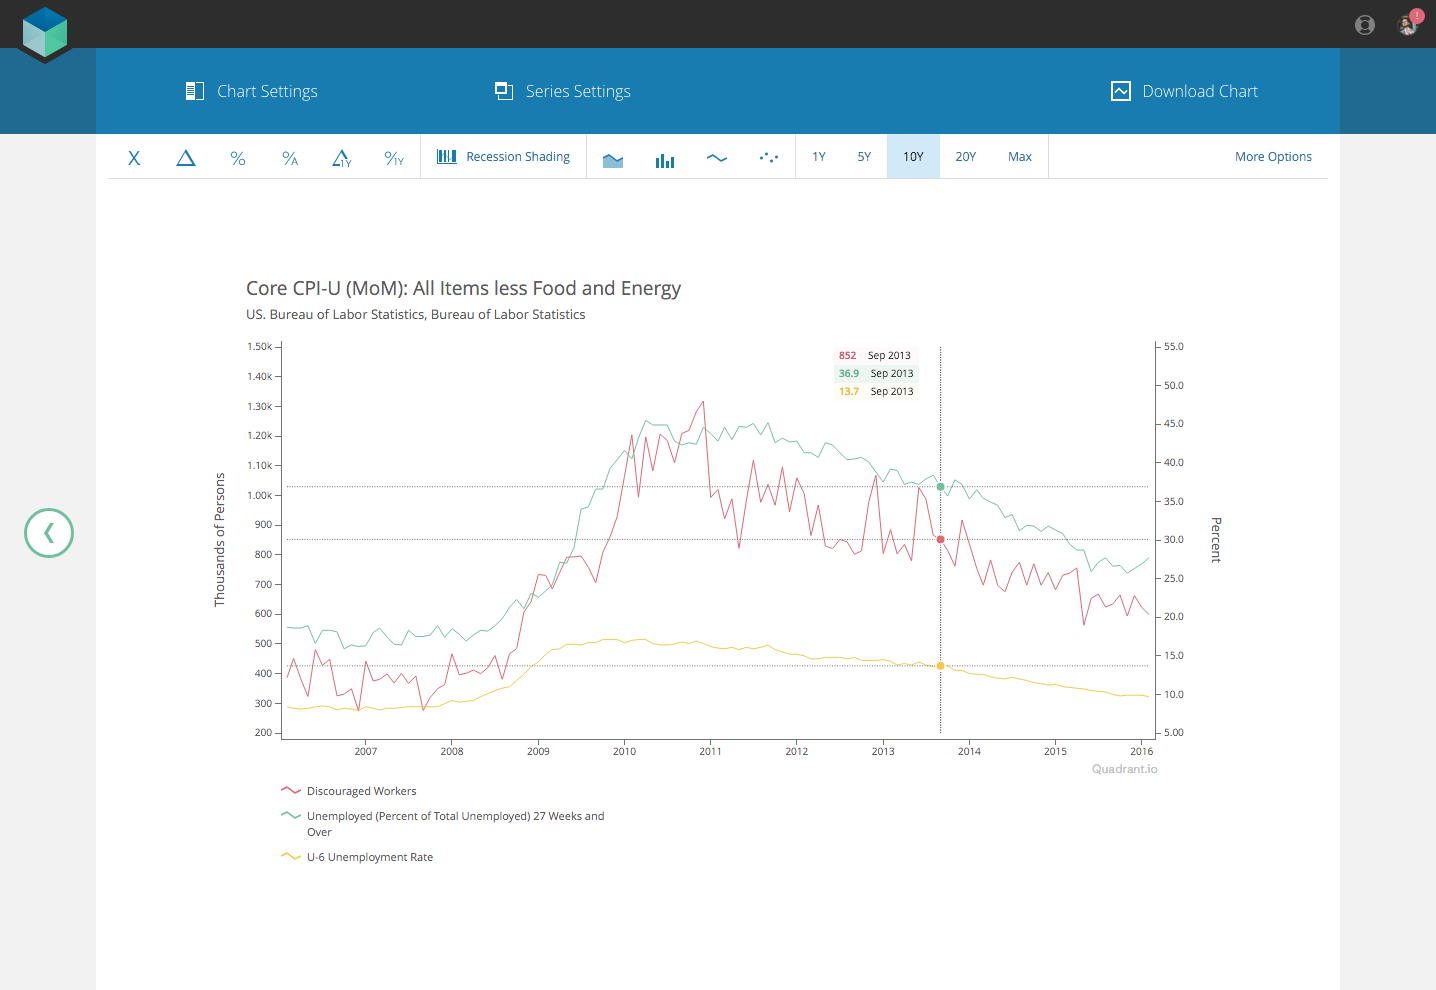 !
Chart Settings
Series Settings
Download Chart
X
%
%A
1Y
%1Y
Recession Shading
1Y
5Y
10Y
20Y
Max
More Options
Core CPI-U (MoM): All Items less Food and Energy
US. Bureau of Labor Statistics, Bureau of Labor Statistics
852 Sep 2013
36.9 Sep 2013
13.7 Sep 2013
Thousands of Persons
1.50k
1.40k
1.30k
1.20k
1.10k
1.00k
900
800
700
600
500
400
300
200
55.0
50.0
45.0
40.0
35.0
30.0
25.0
20.0
15.0
10.0
5.00
Percent
2007
2008
2009
2010
2011
2012
2013
2014
2015
2016
Quadrant.io
Discouraged Workers
Unemployed (Percent of Total Unemployed) 27 Weeks and
Over
U-6 Unemployment Rate